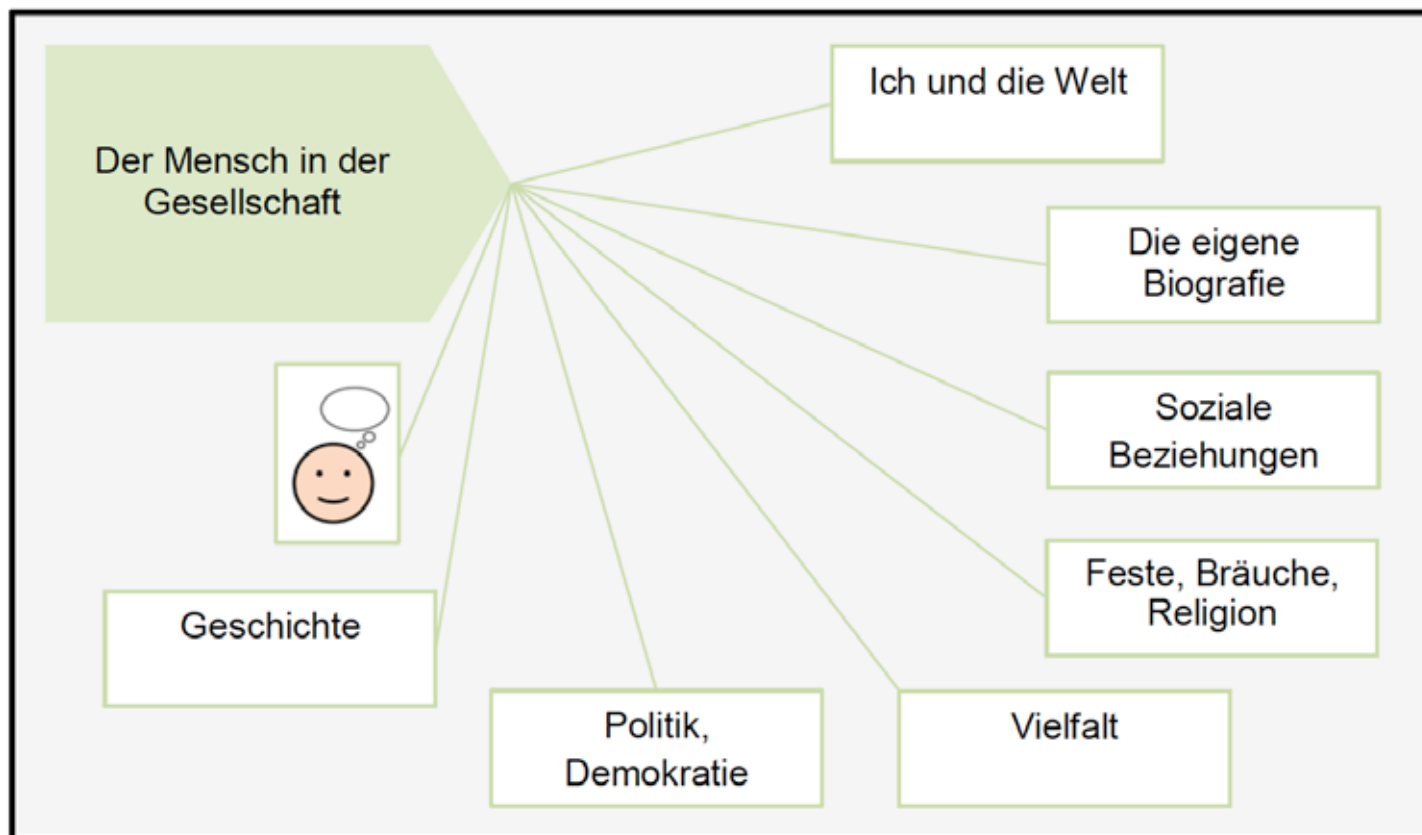 Der Mensch in der
Gesellschaft
Ich und die Welt
Die eigene
Biografie
Soziale
Beziehungen
Feste, Bräuche,
Religion
Vielfalt
Politik,
Demokratie
Geschichte